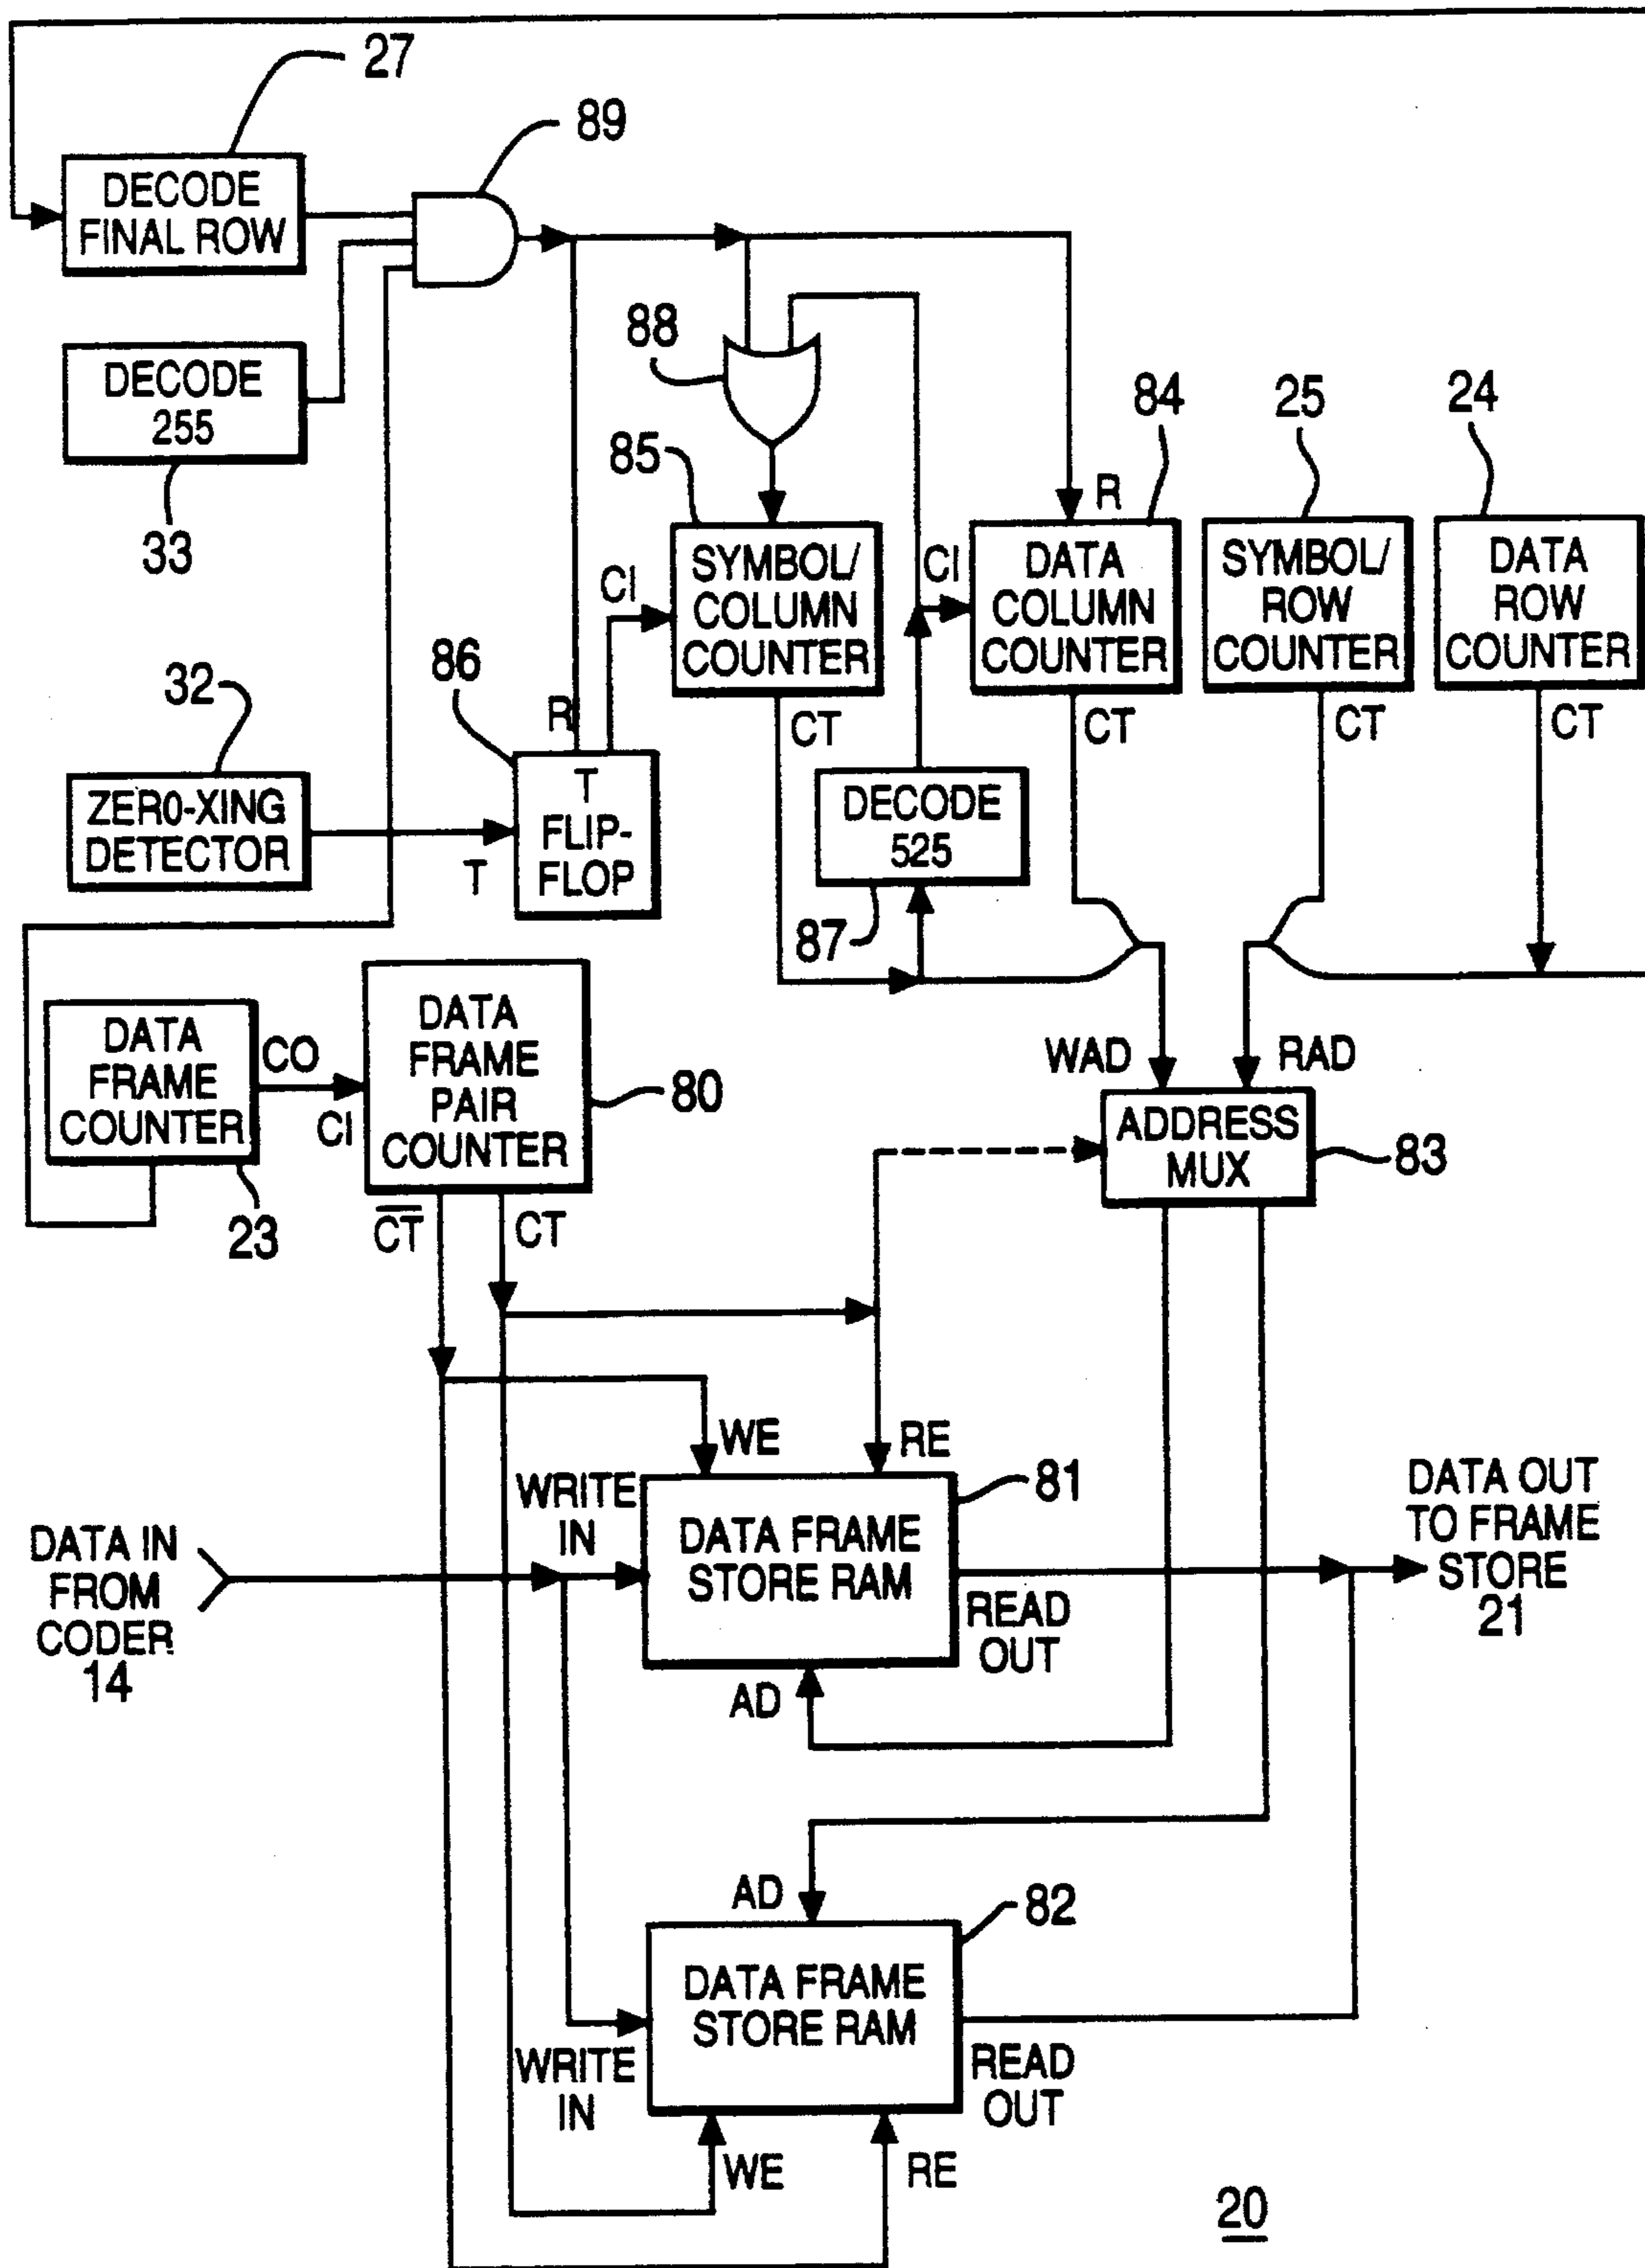 27
DECODE
FINAL ROW
89
DECODE
255
33
88
85
84
25
24
R
SYMBOL/
COLUMN
COUNTER
CI
CT
CI
DATA
COLUMN
COUNTER
CT
SYMBOL/
ROW
COUNTER
CT
DATA
ROW
COUNTER
CT
32
ZER0-XING
DETECTOR
T
86
R
T
FLIP-
FLOP
DECODE
525
87
DATA
FRAME
COUNTER
23
CO
CI
DATA
FRAME
PAIR
COUNTER
80
CT
CT
WAD
RAD
ADDRESS
MUX
83
WE
RE
WRITE
IN
81
DATA FRAME
STORE RAM
READ
OUT
AD
DATA IN
FROM
CODER
14
DATA OUT
TO FRAME
STORE
21
AD
82
DATA FRAME
STORE RAM
WRITE
IN
READ
OUT
WE
RE
20